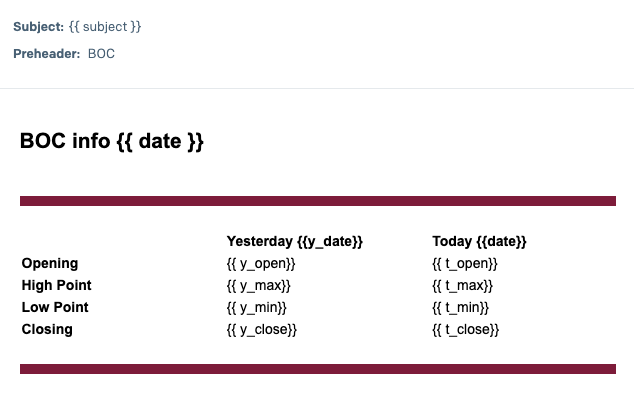 Subject: {{ subject }}
Preheader: BOC
BOC info {{ date }}
Yesterday {{y_date}} Today {{date}}
Opening {{ y_open}} {{ t_open}}
High Point {{ y_max}} {{ t_max}}
Low Point {{ y_min}} {{ t_min}}
Closing {{ y_close}} {{ t_close}}